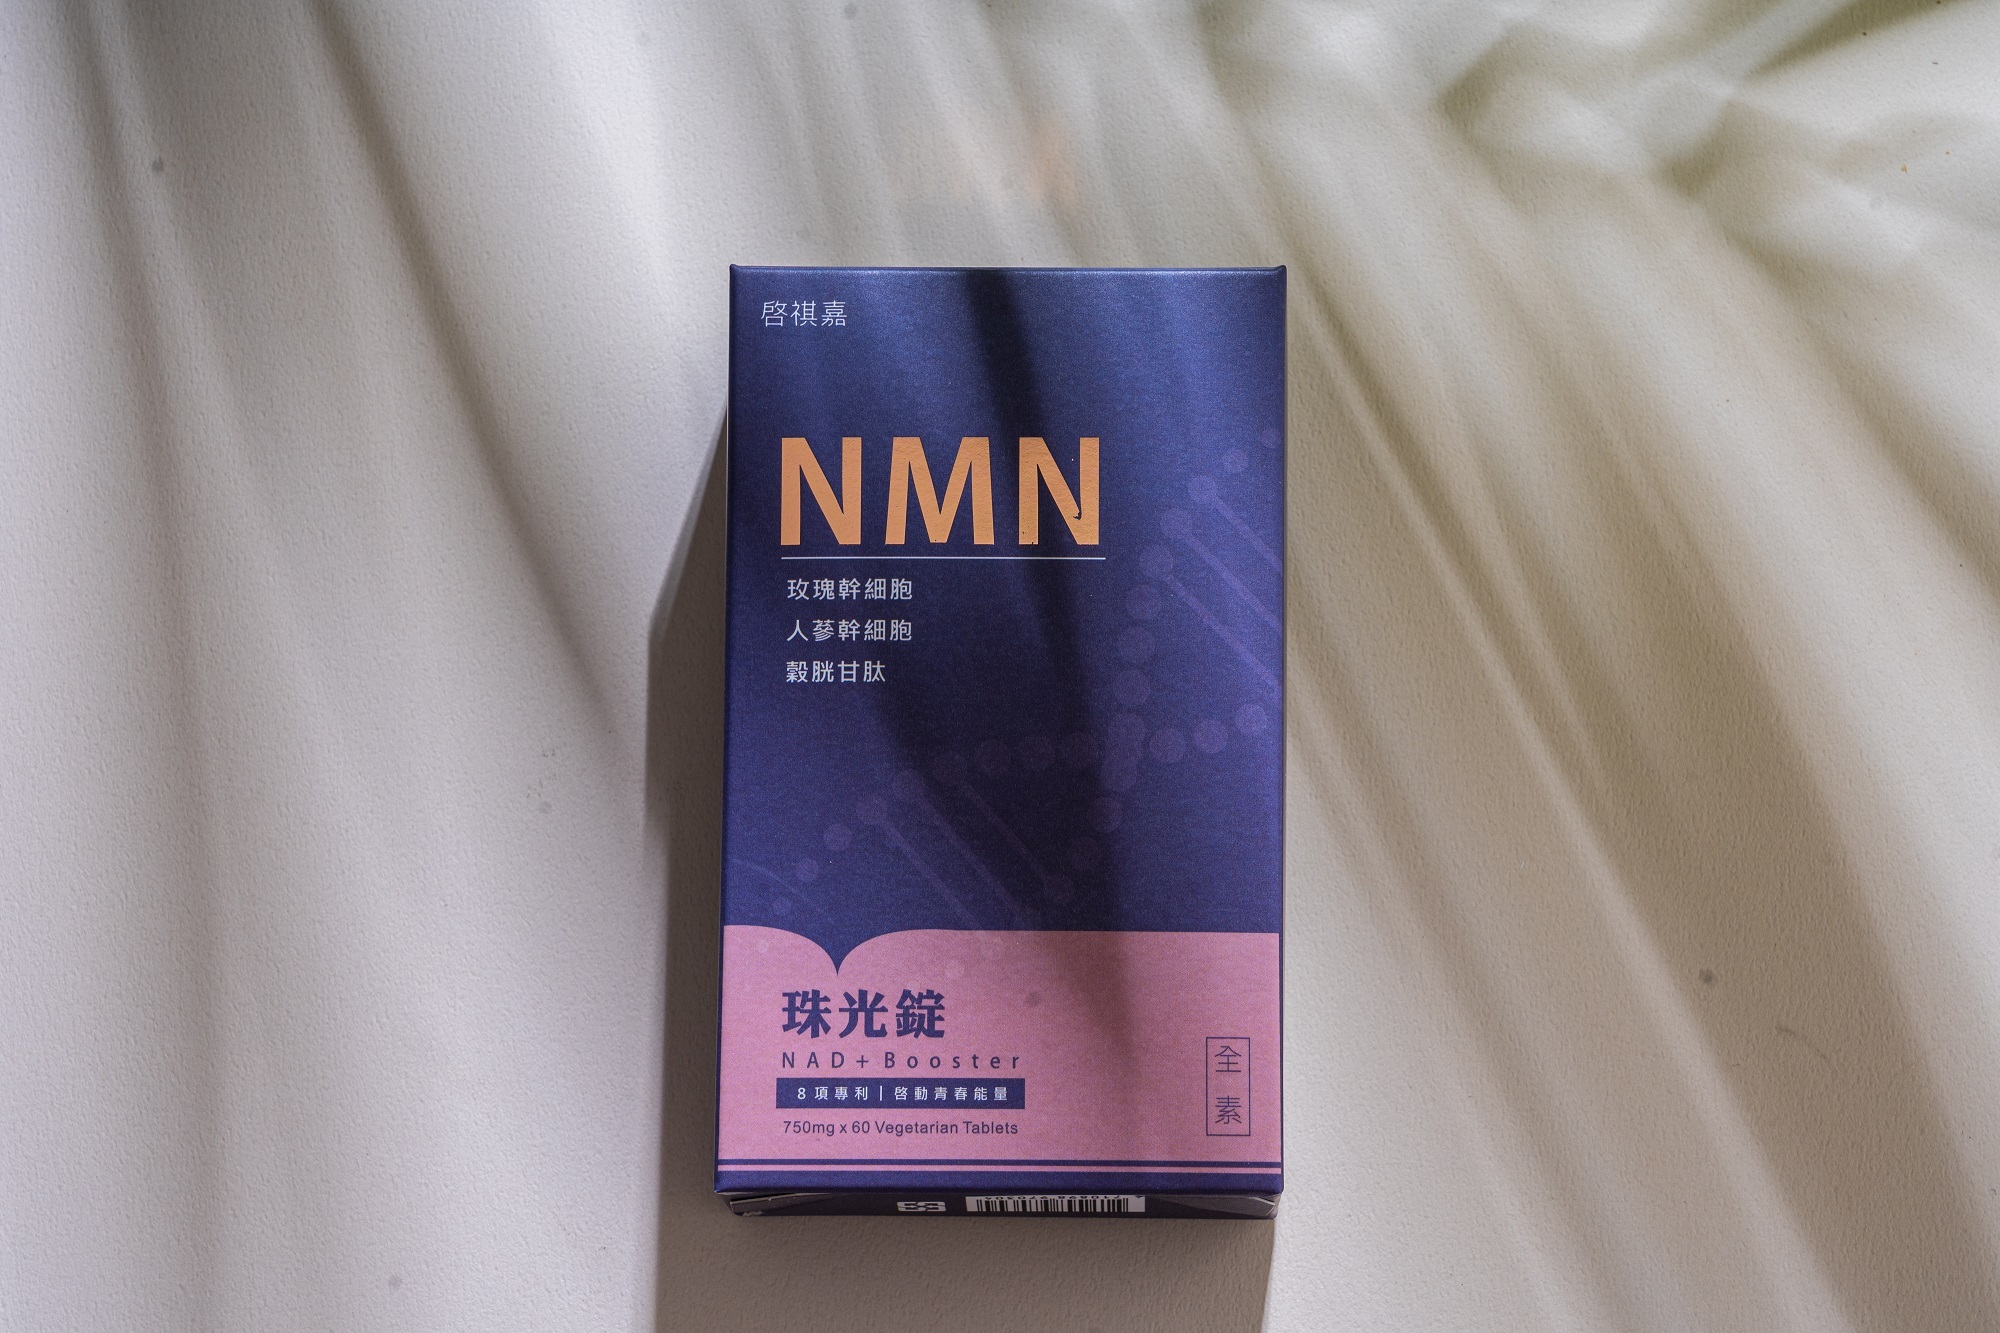 啓祺嘉
NMN
玫瑰幹細胞
人蔘幹細胞
穀胱甘肽
珠光錠
NAD+Booster
8項專利|啓動青春能量
750mg x 60 Vegetarian Tablets
全素